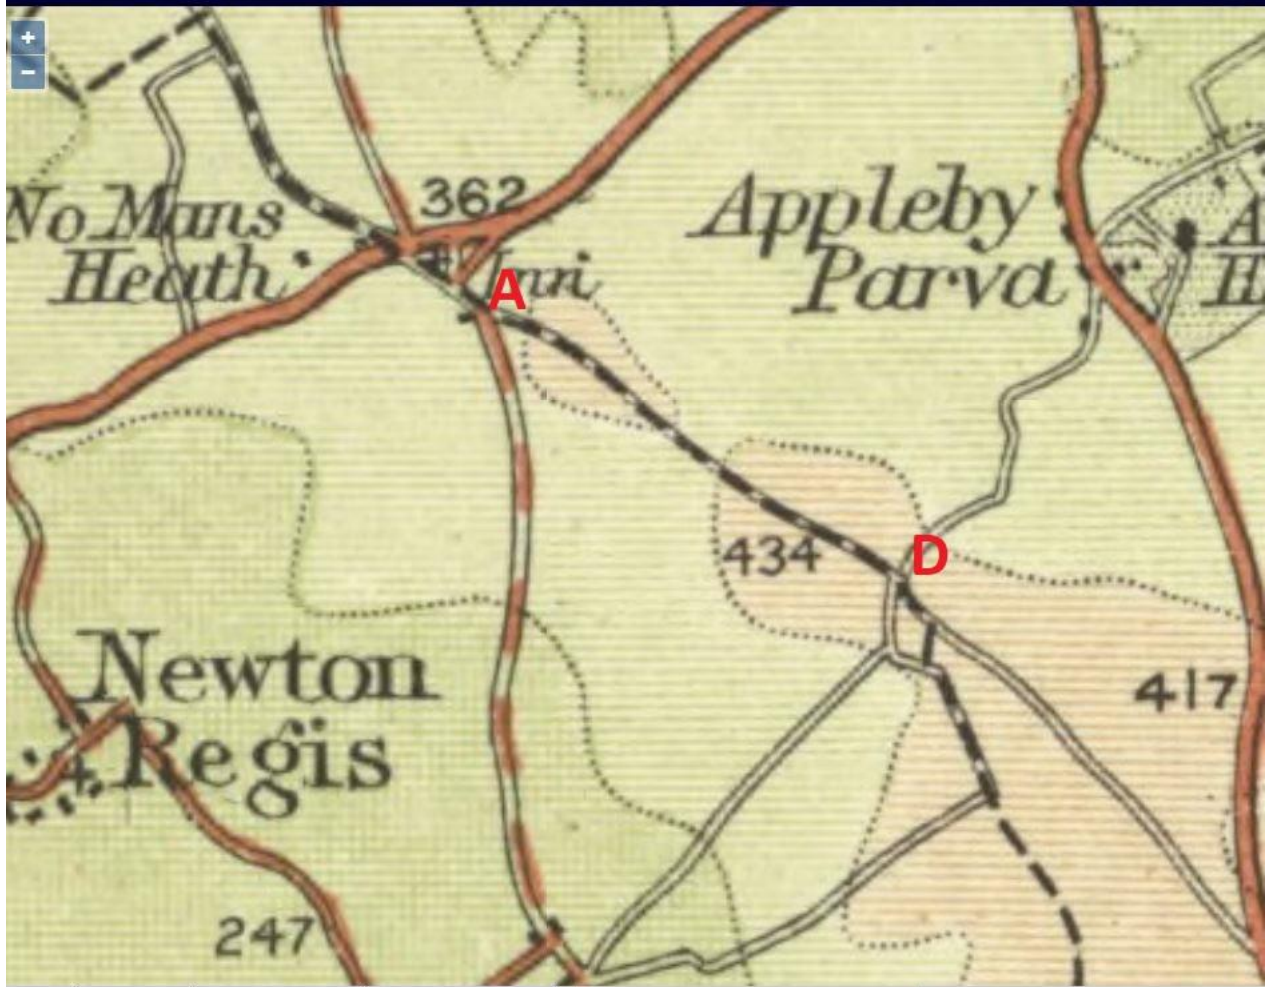 +
−
362
No Mans
Heath
Inn
A
Appleby
Parva
A
H
434
D
Newton
Regis
417
247